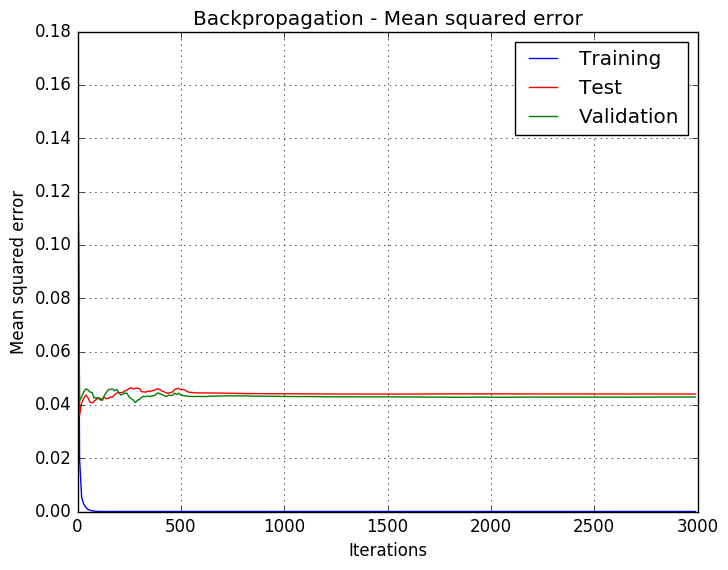 Backpropagation - Mean squared error
0.18
0.16
0.14
0.12
0.10
0.08
0.06
0.04
0.02
0.00
Mean squared error
Training
Test
Validation
0 500 1000 1500 2000 2500 3000
Iterations